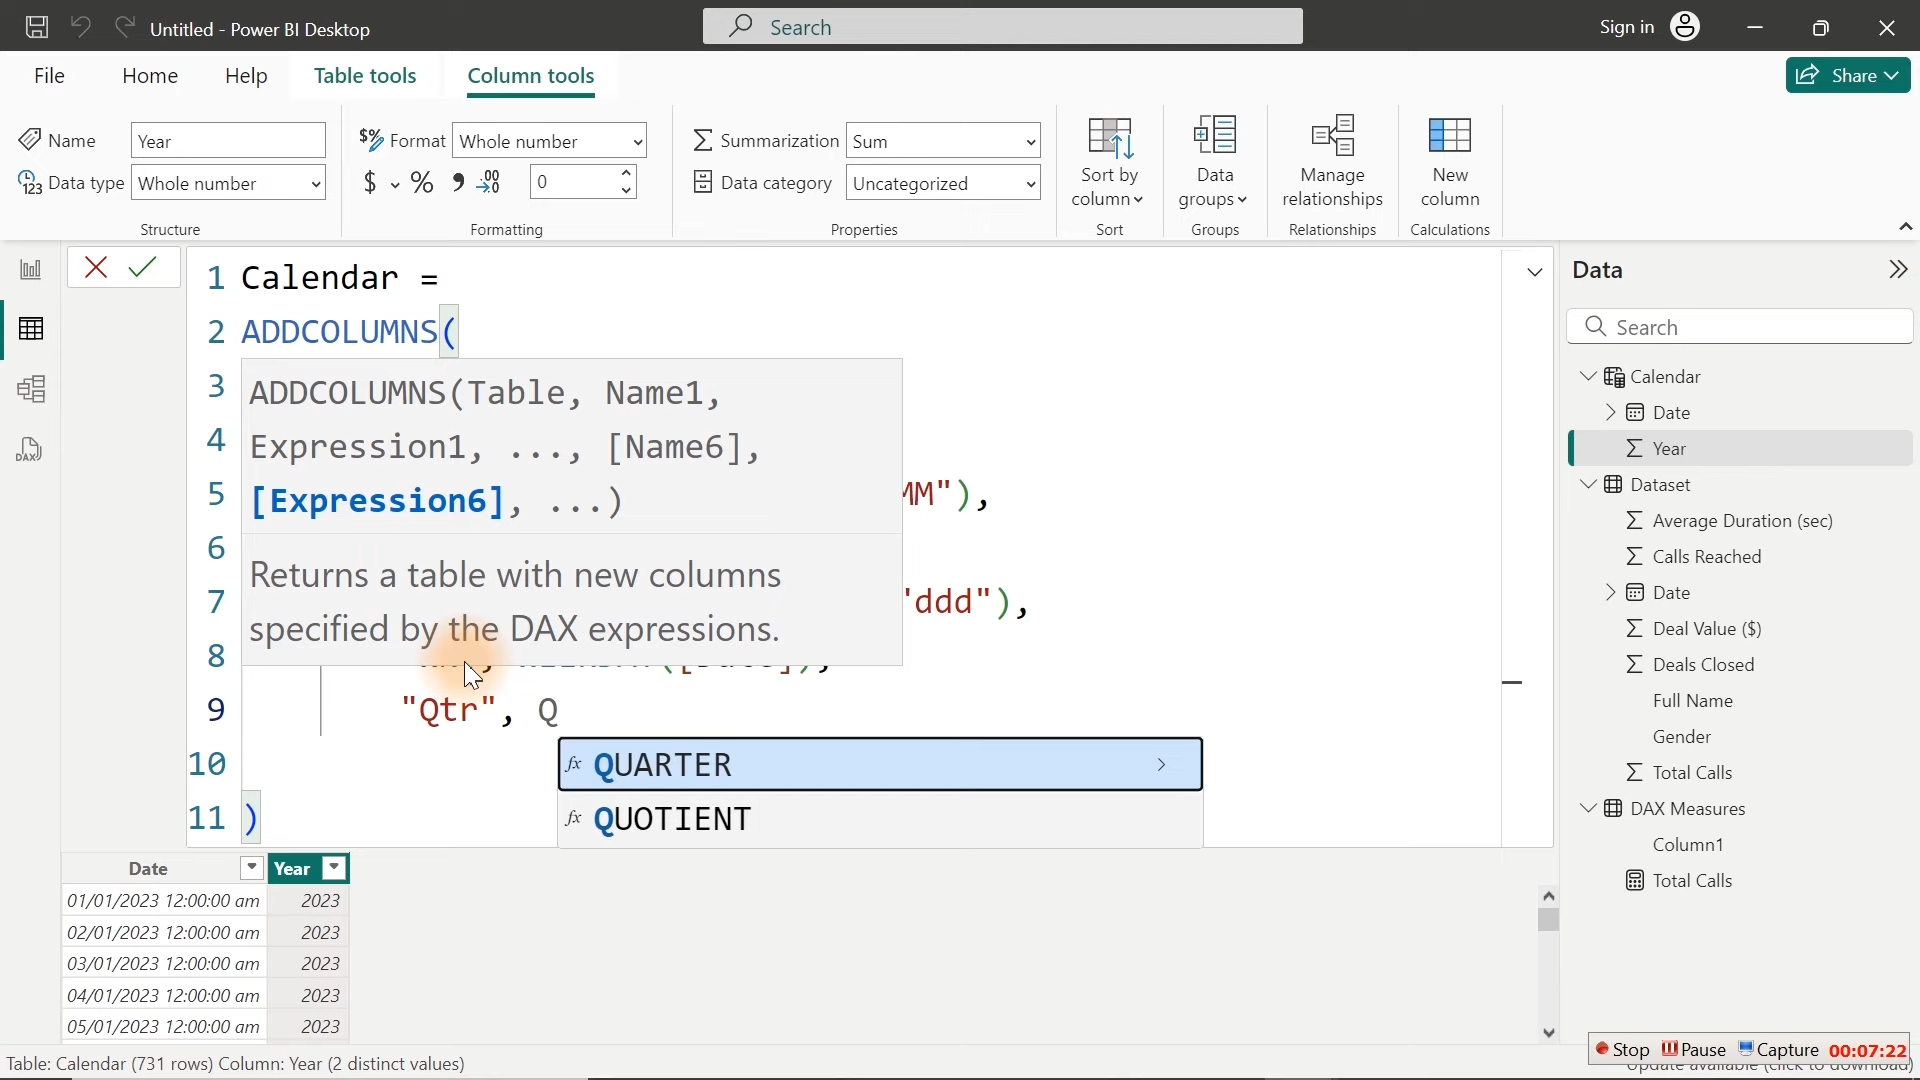 Untitled - Power BI Desktop
Search
Sign in
File
Home
Help
Table tools
Column tools
Share
Name
Year
Data type
Whole number
Structure
Format
Whole number
$ % , .00
0
Formatting
Summarization
Sum
Data category
Uncategorized
Properties
Sort by
column
Sort
Data
groups
Groups
Manage
relationships
Relationships
New
column
Calculations
1 Calendar =
2 ADDCOLUMNS(
3
ADDCOLUMNS(Table, Name1,
4
Expression1, ..., [Name6],
5
[Expression6], ...)
MM"),
6
Returns a table with new columns
7
"ddd"),
specified by the DAX expressions.
8
9 "Qtr", Q
10
QUARTER
11 )
QUOTIENT
Date
Year
01/01/2023 12:00:00 am 2023
02/01/2023 12:00:00 am 2023
03/01/2023 12:00:00 am 2023
04/01/2023 12:00:00 am 2023
05/01/2023 12:00:00 am 2023
Table: Calendar (731 rows) Column: Year (2 distinct values)
Data
Search
Calendar
Date
Year
Dataset
Average Duration (sec)
Calls Reached
Date
Deal Value ($)
Deals Closed
Full Name
Gender
Total Calls
DAX Measures
Column1
Total Calls
Stop Pause Capture 00:07:22
Update available (click to download)